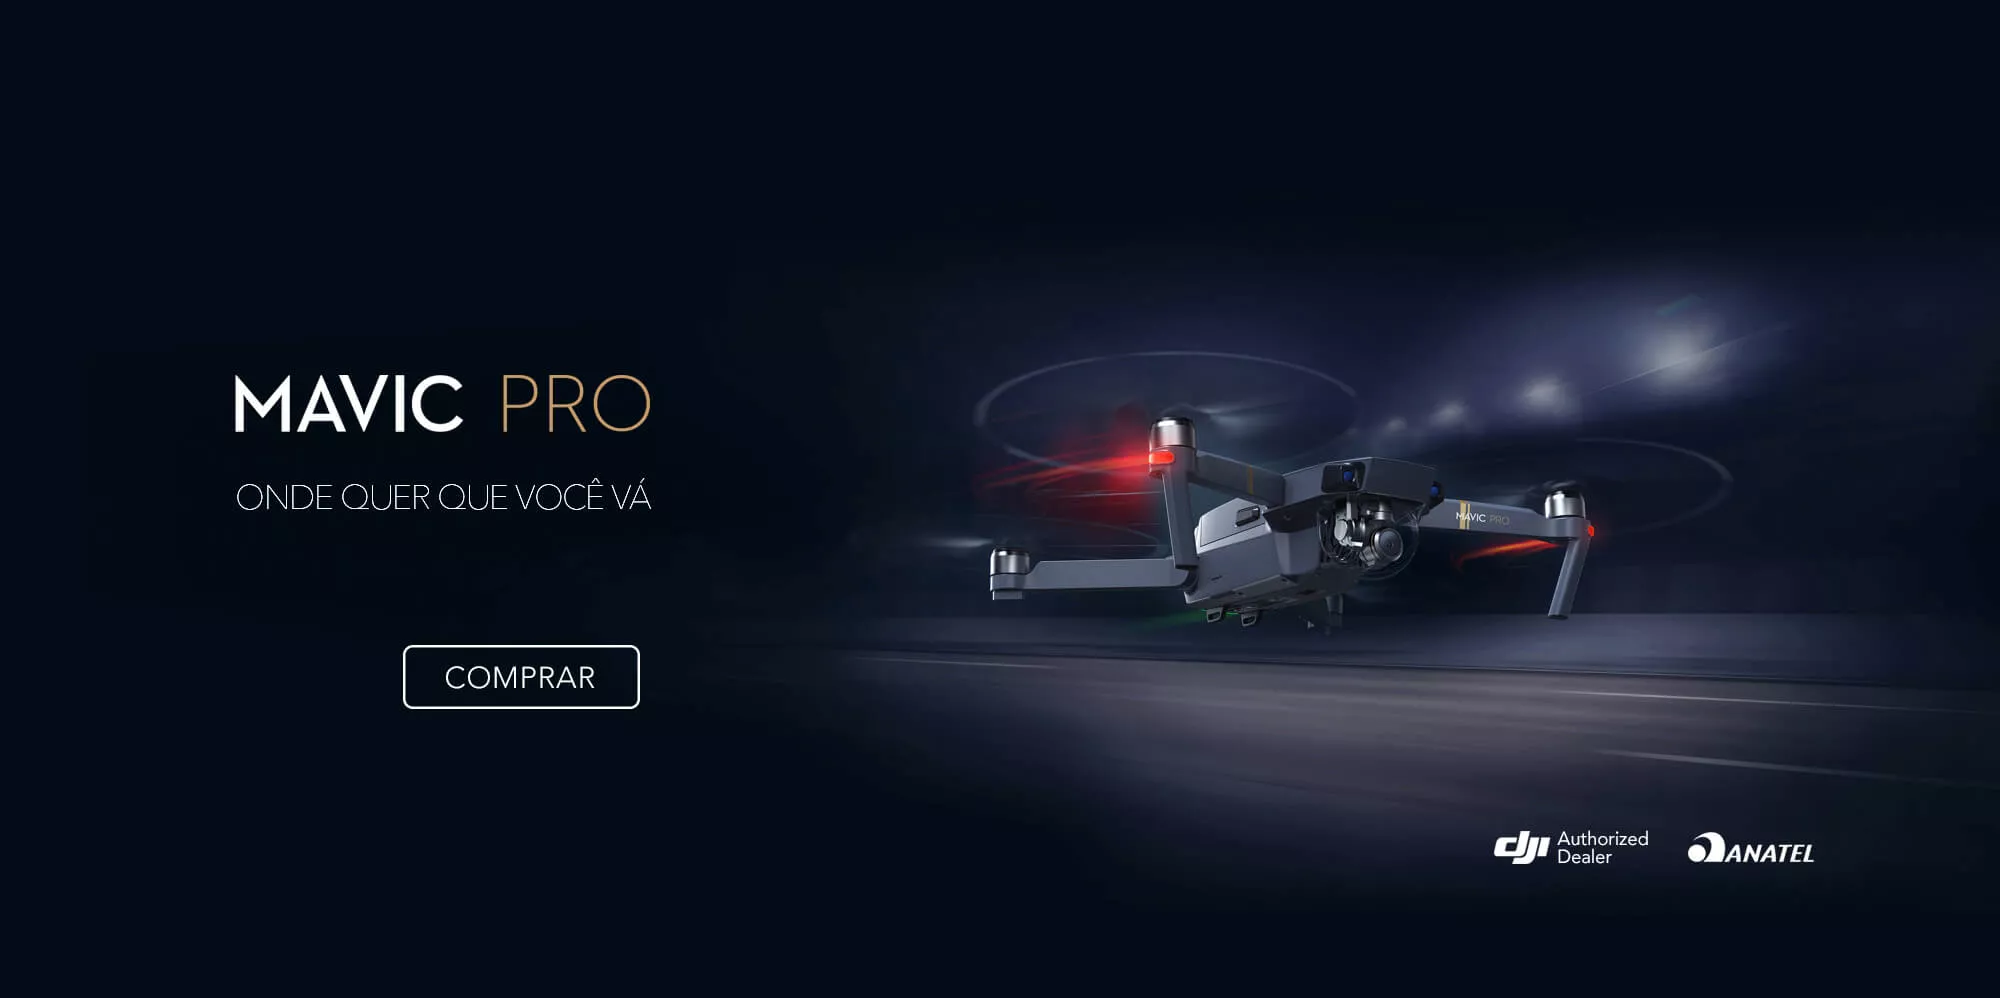 MAVIC PRO
ONDE QUER QUE VOCÊ VÁ
MAVIC PRO
COMPRAR
dji Authorized
Dealer
ANATEL